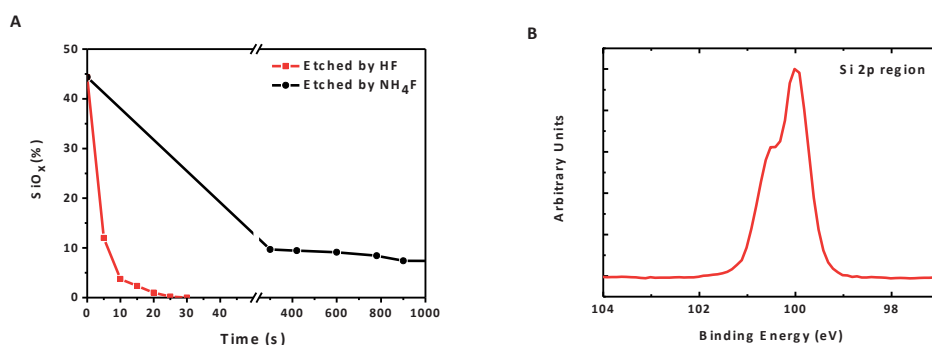 A
50
40
30
20
10
0
SiOx(%)
Etched by HF
Etched by NH4F
0 10 20 30 40 400 600 800 1000
Time (s)
B
Si 2p region
Arbitrary Units
104 102 100 98
Binding Energy (eV)